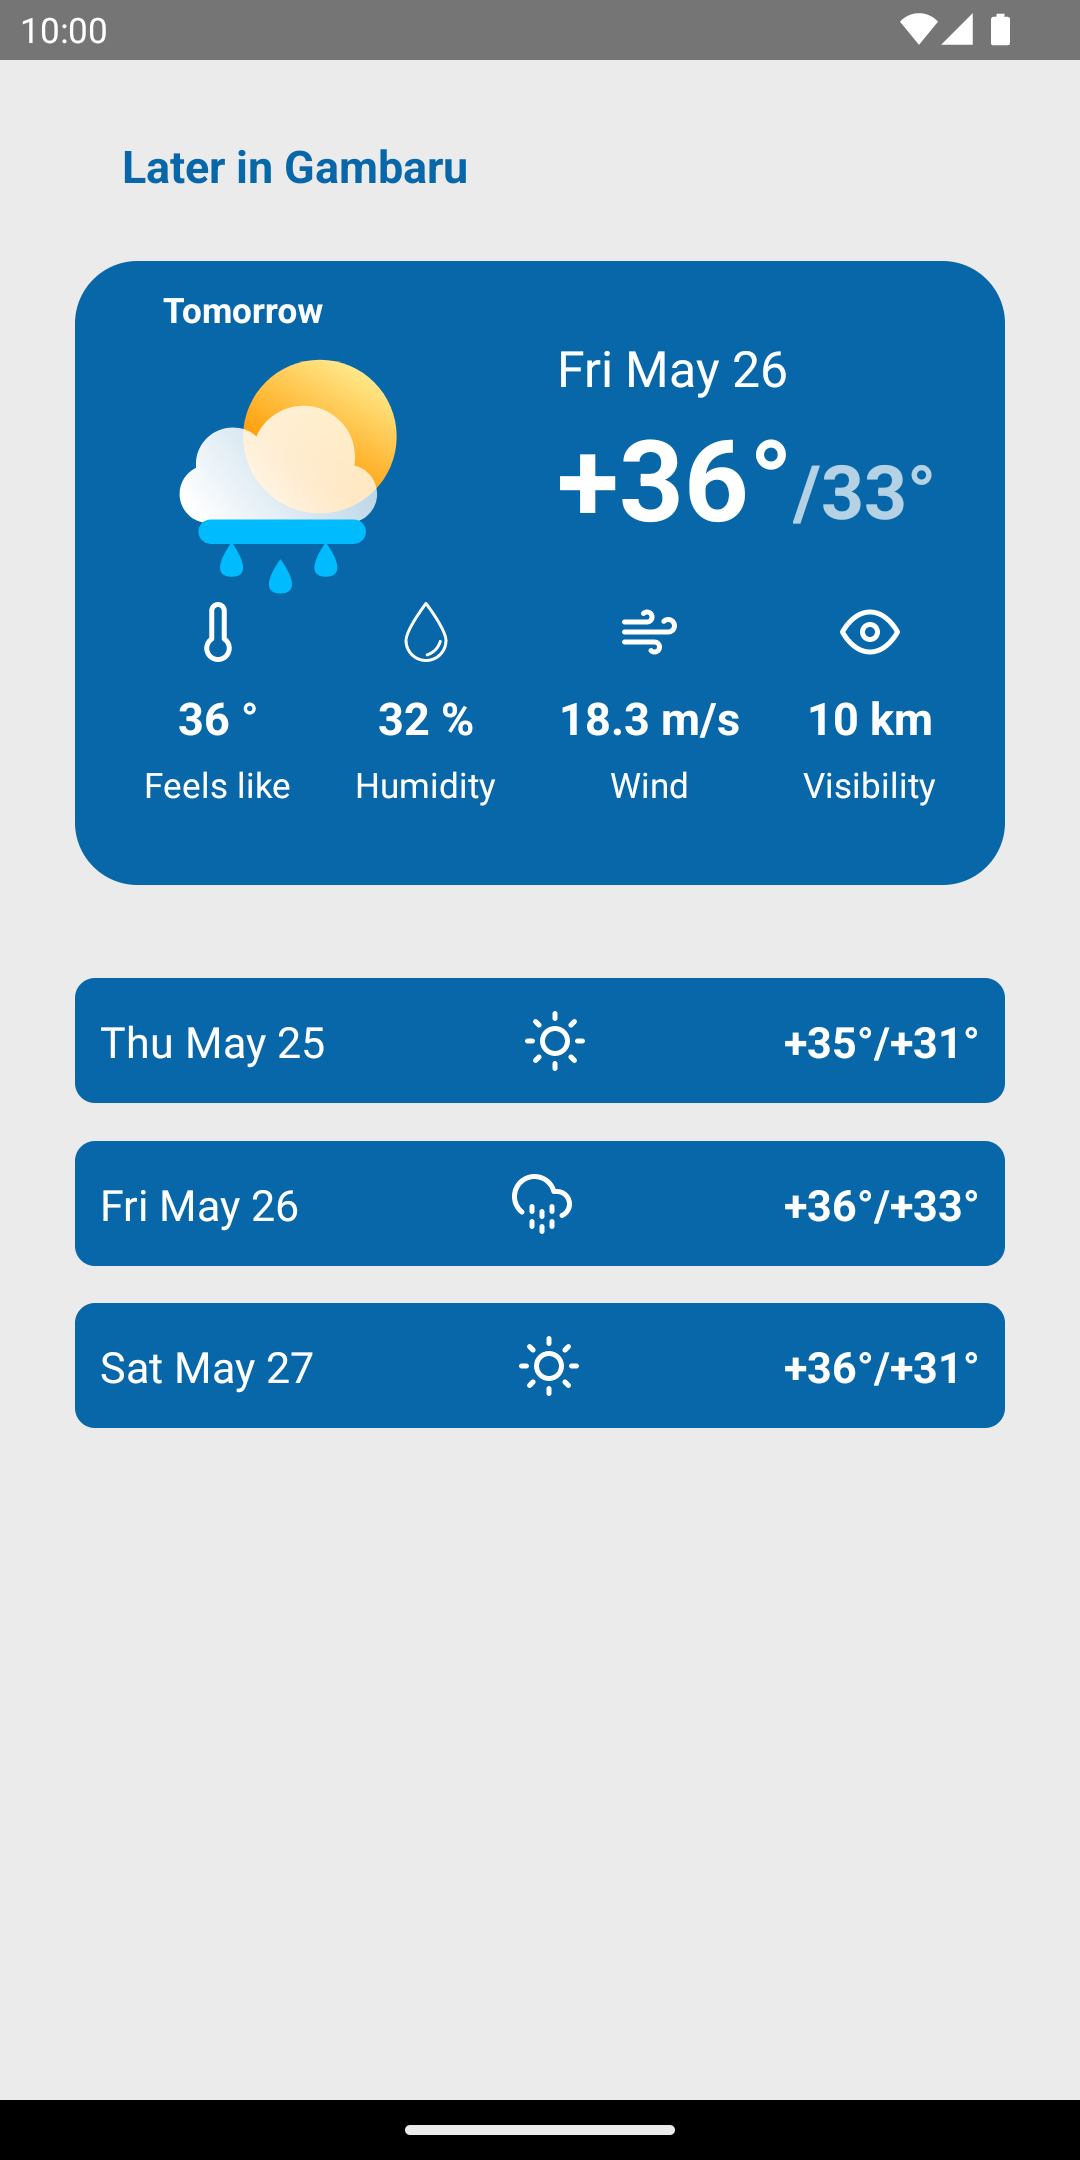 10:00
Later in Gambaru
Tomorrow
Fri May 26
+36°/33°
36 ° 32 % 18.3 m/s 10 km
Feels like Humidity Wind Visibility
Thu May 25 +35°/+31°
Fri May 26 +36°/+33°
Sat May 27 +36°/+31°